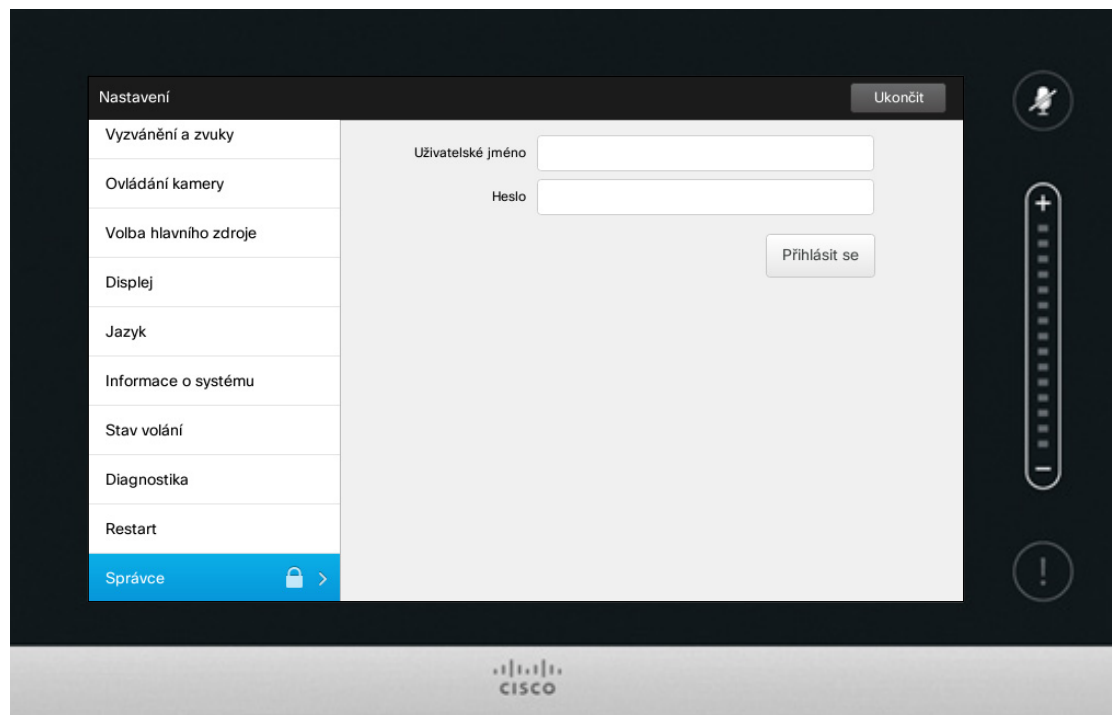 Nastavení
Ukončit
Vyzvánění a zvuky
Ovládání kamery
Volba hlavního zdroje
Displej
Jazyk
Informace o systému
Stav volání
Diagnostika
Restart
Správce
Uživatelské jméno
Heslo
Přihlásit se
+
−
!
CISCO